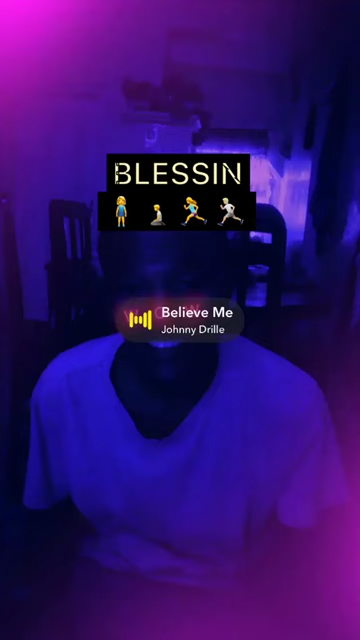 BLESSIN
🧍‍♀️ 🧎 🏃‍♀️ 🏃
Believe Me
Johnny Drille